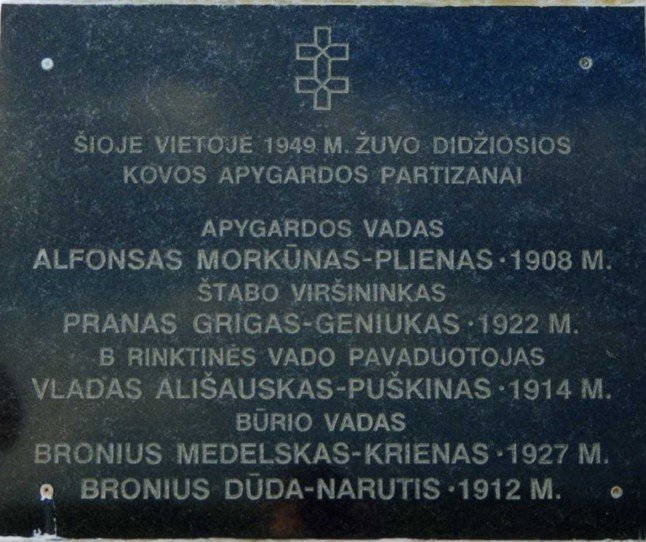 ŠIOJE VIETOJE 1949 M. ŽUVO DIDŽIOSIOS
KOVOS APYGARDOS PARTIZANAI
APYGARDOS VADAS
ALFONSAS MORKŪNAS-PLIENAS · 1908 M.
ŠTABO VIRŠININKAS
PRANAS GRIGAS-GENIUKAS · 1922 M.
B RINKTINĖS VADO PAVADUOTOJAS
VLADAS ALIŠAUSKAS-PUŠKINAS · 1914 M.
BŪRIO VADAS
BRONIUS MEDELSKAS-KRIENAS · 1927 M.
BRONIUS DŪDA-NARUTIS · 1912 M.